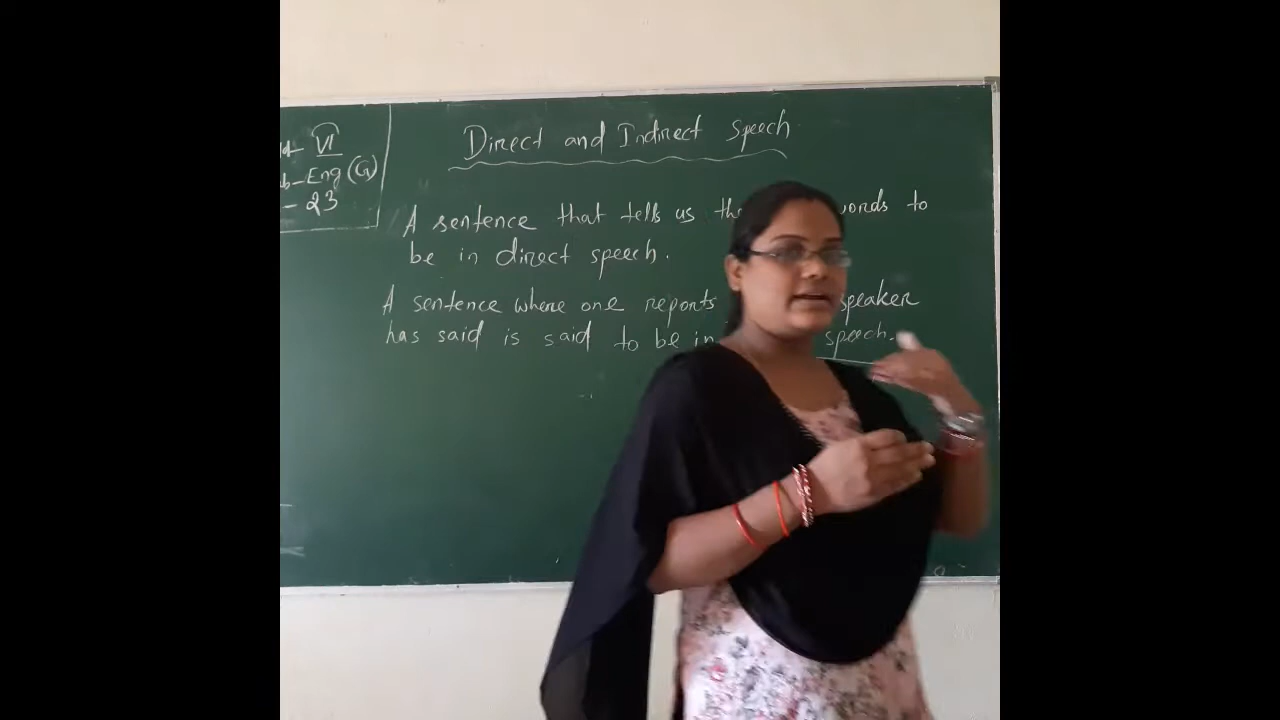 VI
Eng (G)
- 23
Direct and Indirect Speech
A sentence that tells us the words to
be in direct speech.
A sentence where one reports speaker
has said is said to be in speech.